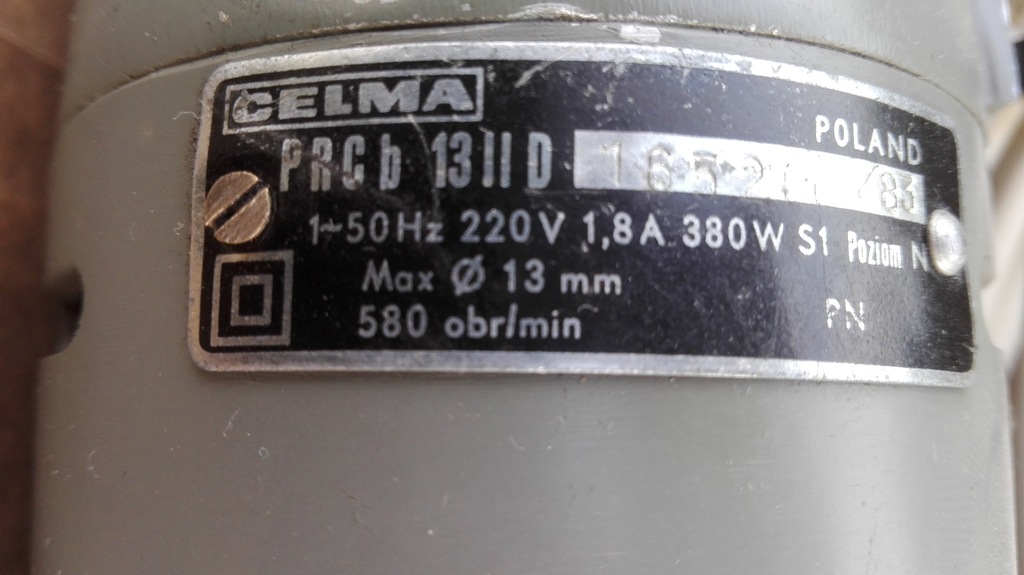 CELMA
POLAND
PRCb 13 II D
/83
1~50Hz 220V 1,8A 380W S1 Poziom N
Max Ø 13 mm
580 obr/min
PN